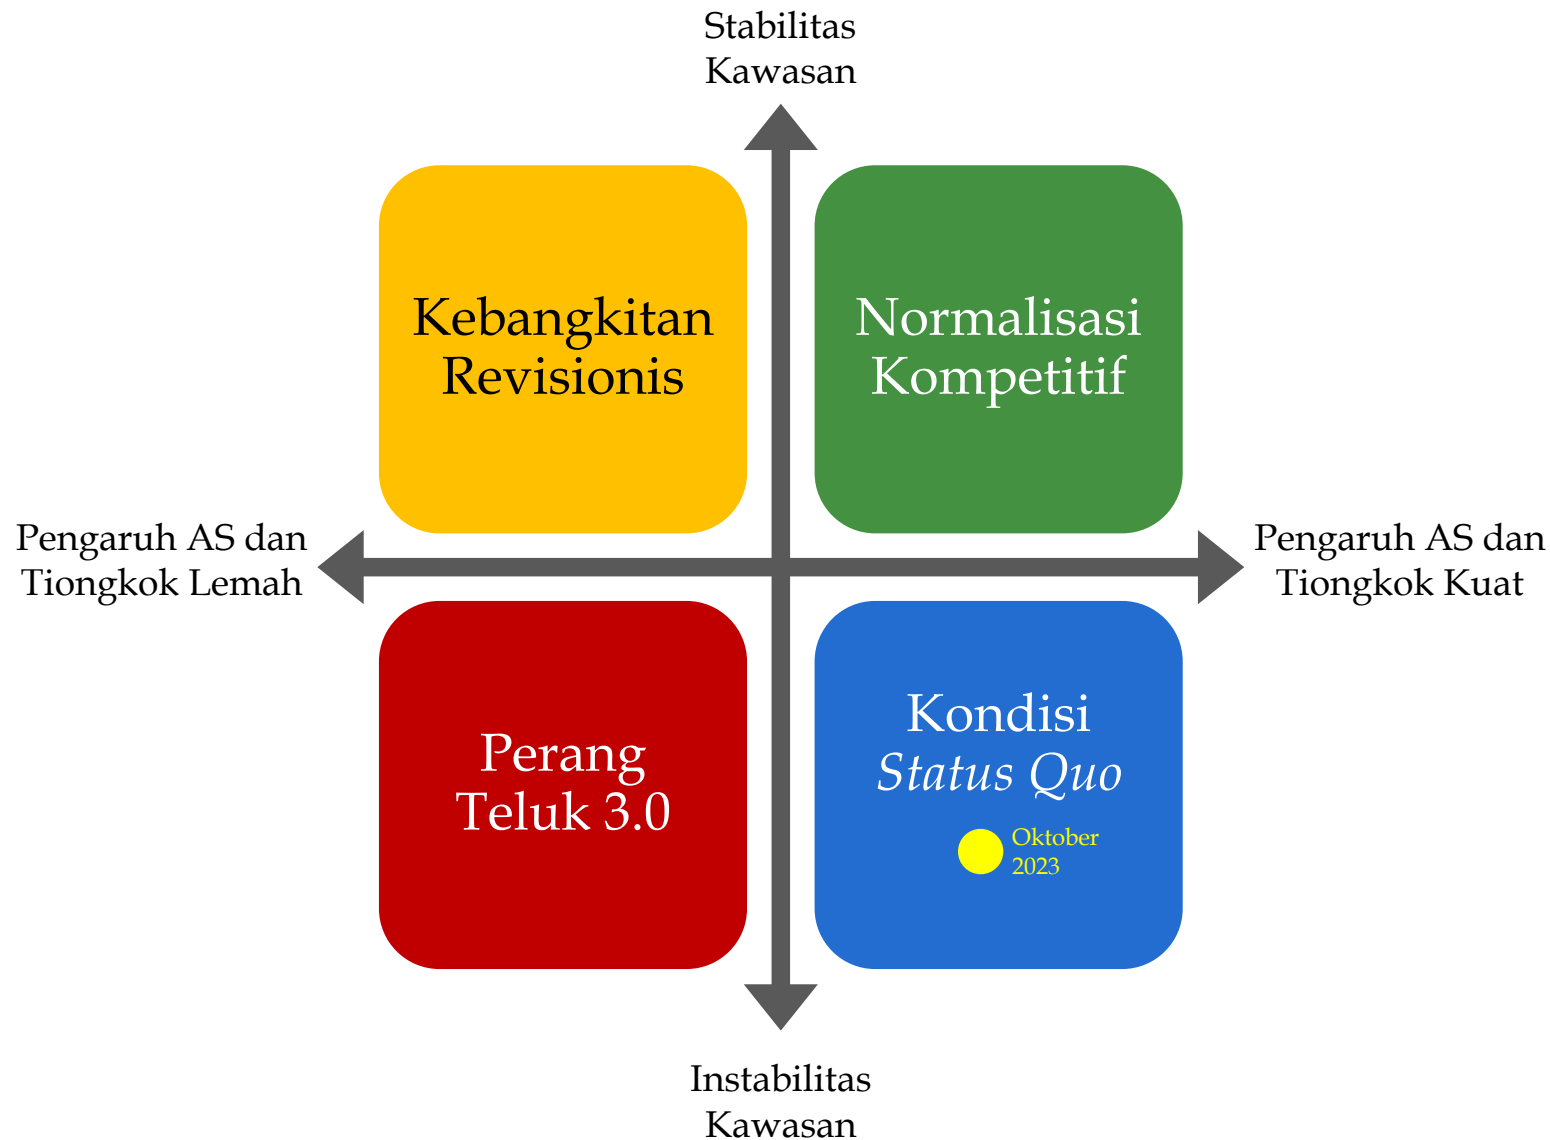 Stabilitas
Kawasan
Kebangkitan
Revisionis
Normalisasi
Kompetitif
Pengaruh AS dan
Tiongkok Lemah
Pengaruh AS dan
Tiongkok Kuat
Perang
Teluk 3.0
Kondisi
Status Quo
Oktober
2023
Instabilitas
Kawasan